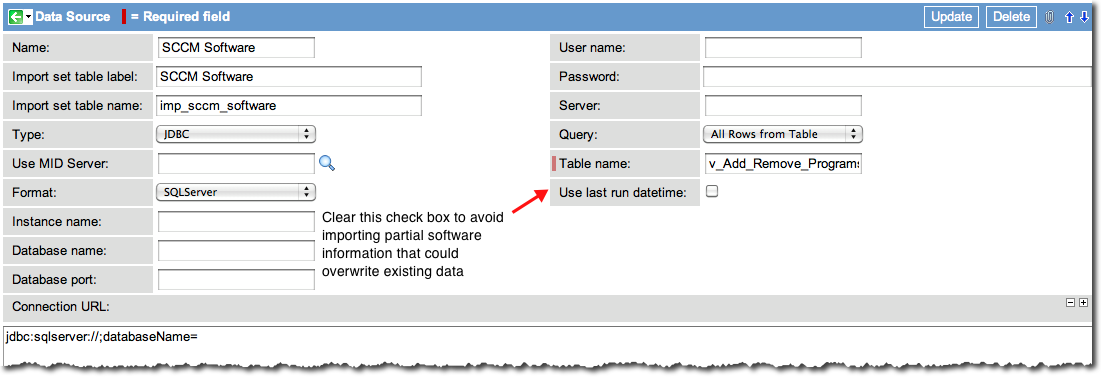 Data Source = Required field Update Delete
Name: SCCM Software User name:
Import set table label: SCCM Software Password:
Import set table name: imp_sccm_software Server:
Type: JDBC Query: All Rows from Table
Use MID Server: Table name: v_Add_Remove_Programs
Format: SQLServer Use last run datetime:
Instance name: Clear this check box to avoid
importing partial software
Database name: information that could
overwrite existing data
Database port:
Connection URL:
jdbc:sqlserver://;databaseName=